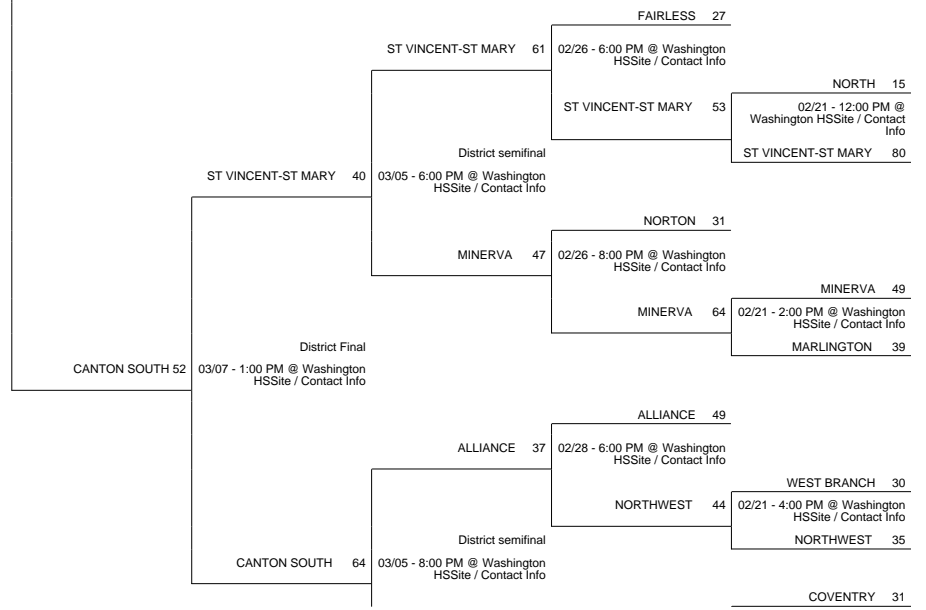 FAIRLESS 27
ST VINCENT-ST MARY 61
02/26 - 6:00 PM @ Washington
HSSite / Contact Info
NORTH 15
ST VINCENT-ST MARY 53
02/21 - 12:00 PM @
Washington HSSite / Contact
Info
District semifinal
ST VINCENT-ST MARY 80
ST VINCENT-ST MARY 40
03/05 - 6:00 PM @ Washington
HSSite / Contact Info
NORTON 31
MINERVA 47
02/26 - 8:00 PM @ Washington
HSSite / Contact Info
MINERVA 49
MINERVA 64
02/21 - 2:00 PM @ Washington
HSSite / Contact Info
District Final
MARLINGTON 39
CANTON SOUTH 52
03/07 - 1:00 PM @ Washington
HSSite / Contact Info
ALLIANCE 49
ALLIANCE 37
02/28 - 6:00 PM @ Washington
HSSite / Contact Info
WEST BRANCH 30
NORTHWEST 44
02/21 - 4:00 PM @ Washington
HSSite / Contact Info
District semifinal
NORTHWEST 35
CANTON SOUTH 64
03/05 - 8:00 PM @ Washington
HSSite / Contact Info
COVENTRY 31